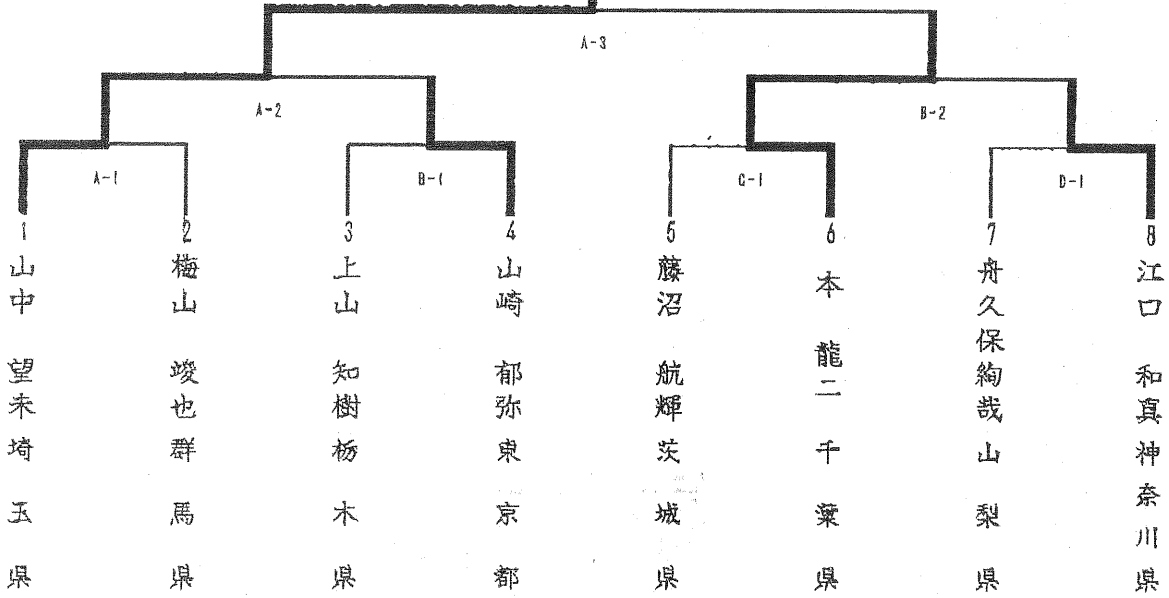 A-3
A-2
B-2
A-1
B-1
C-1
D-1
1
山中 望未 埼玉県
2
梅山 竣也 群馬県
3
上山 知樹 栃木県
4
山崎 郁弥 東京都
5
藤沼 航輝 茨城県
6
本 龍二 千葉県
7
舟久保 絢哉 山梨県
8
江口 和真 神奈川県